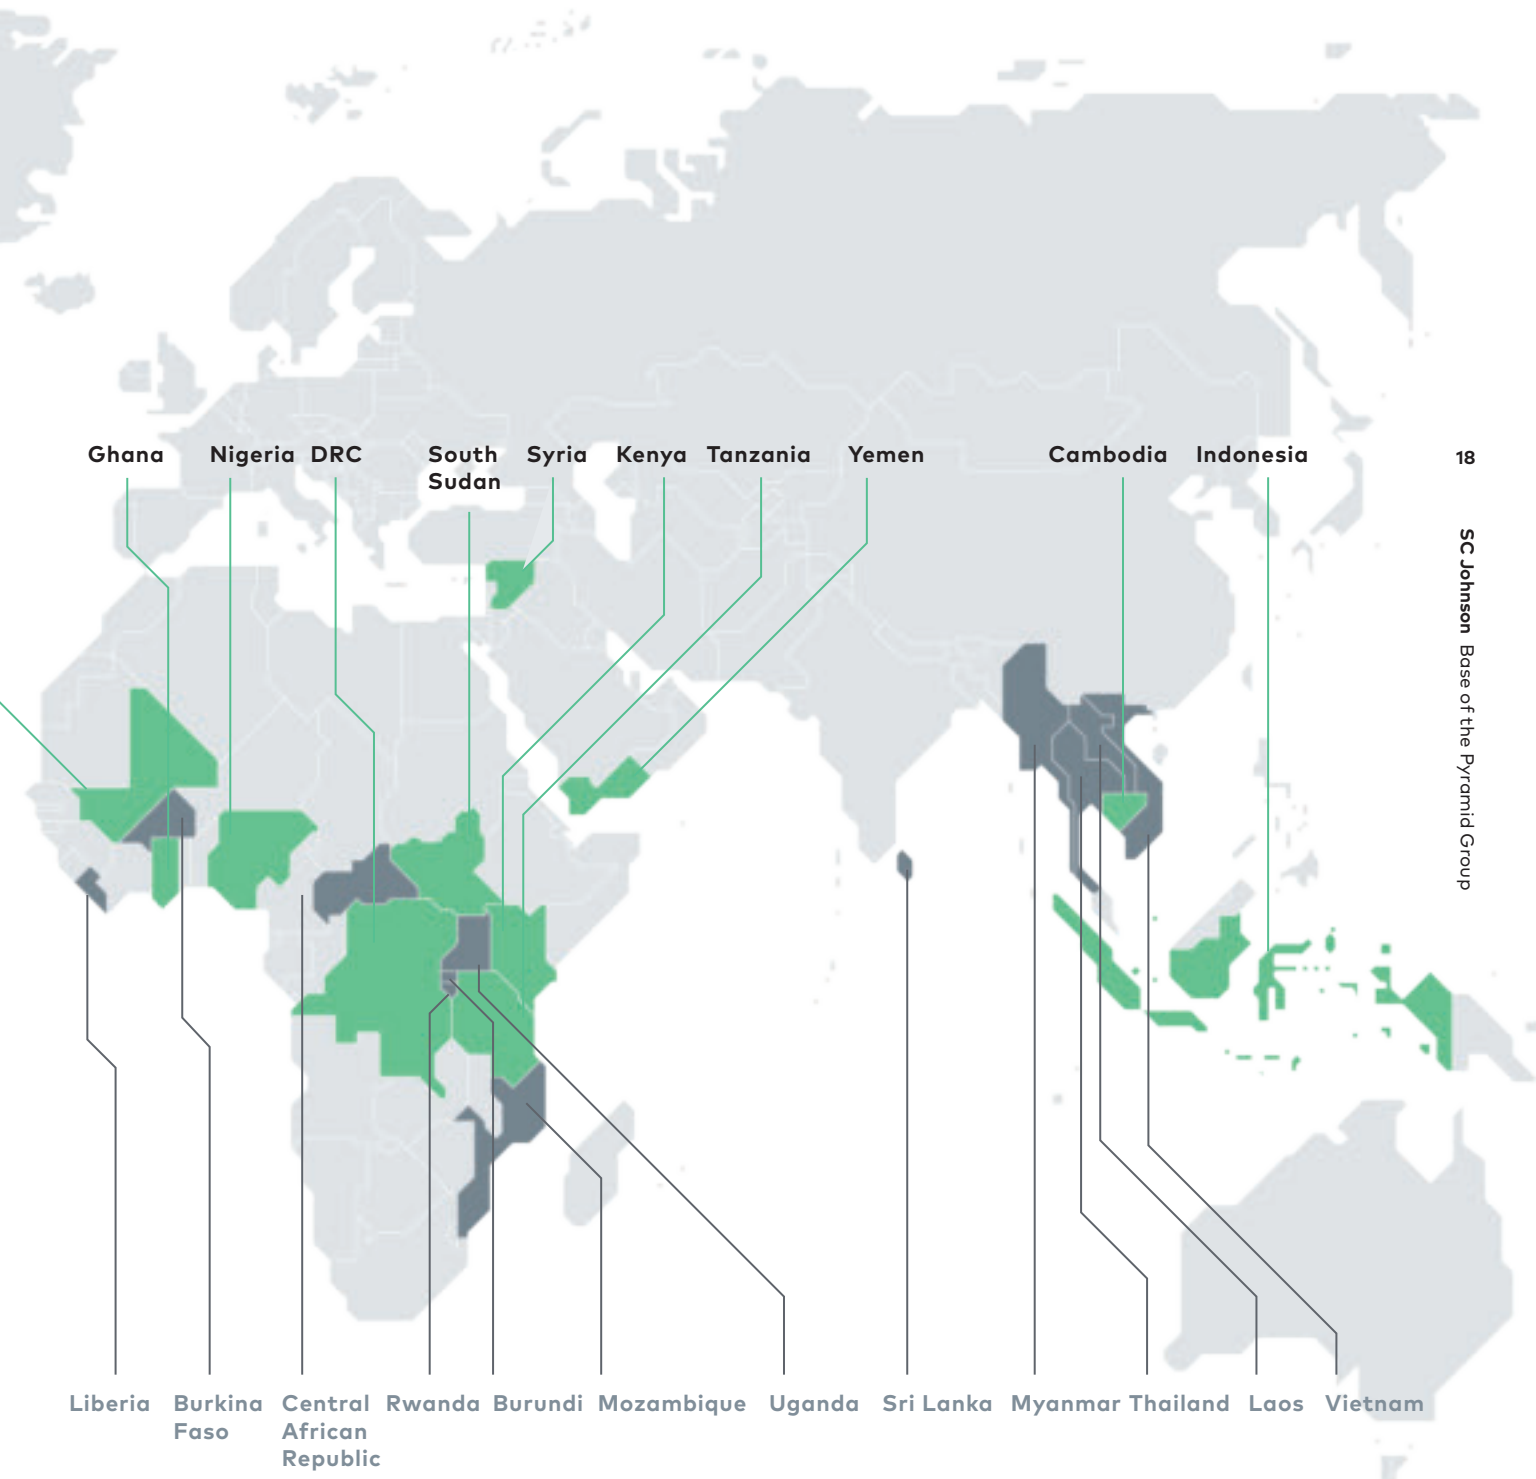 Ghana
Nigeria
DRC
South
Sudan
Syria
Kenya
Tanzania
Yemen
Cambodia
Indonesia
18
SC Johnson Base of the Pyramid Group
Liberia
Burkina
Faso
Central
African
Republic
Rwanda
Burundi
Mozambique
Uganda
Sri Lanka
Myanmar
Thailand
Laos
Vietnam